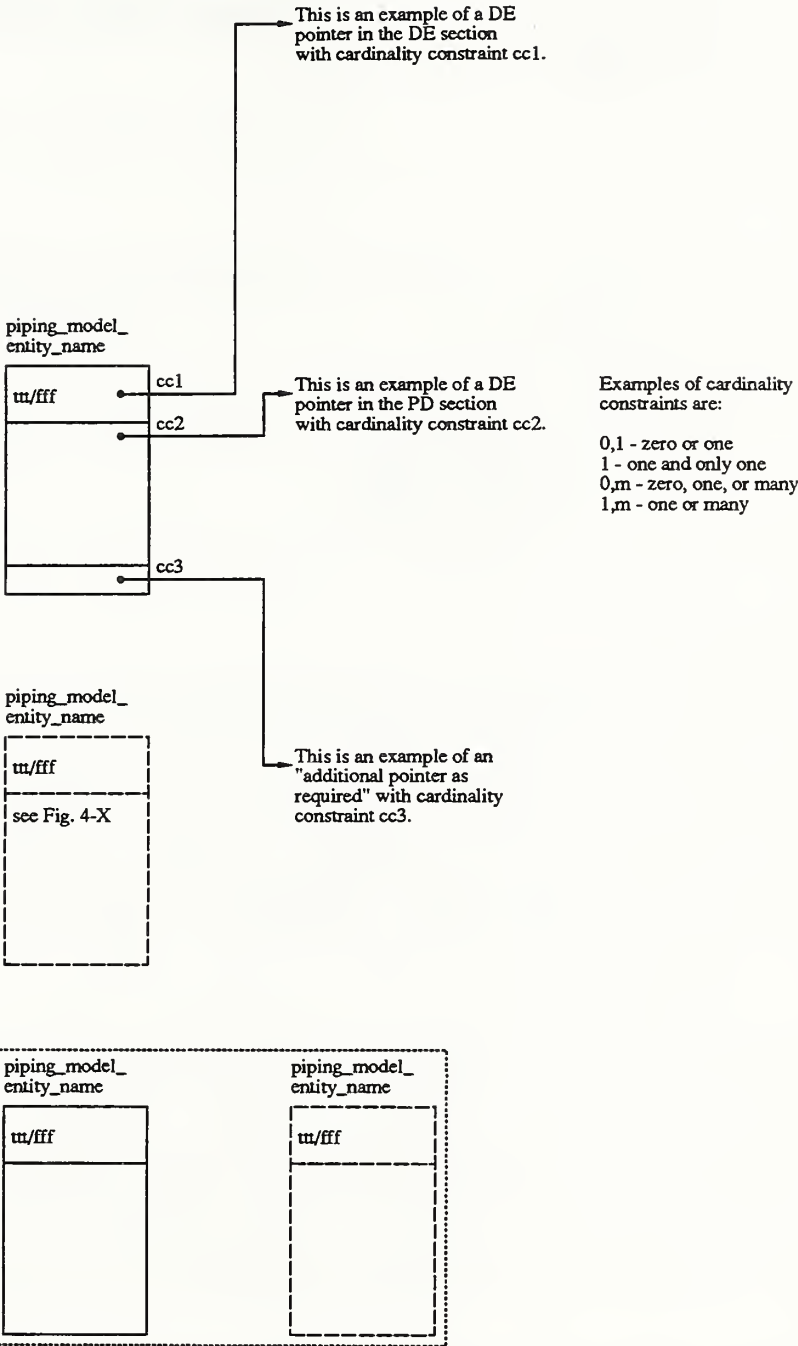 This is an example of a DE
pointer in the DE section
with cardinality constraint cc1.
piping_model_
entity_name
ttt/fff
cc1
cc2
cc3
This is an example of a DE
pointer in the PD section
with cardinality constraint cc2.
Examples of cardinality
constraints are:
0,1 - zero or one
1 - one and only one
0,m - zero, one, or many
1,m - one or many
piping_model_
entity_name
ttt/fff
see Fig. 4-X
This is an example of an
"additional pointer as
required" with cardinality
constraint cc3.
piping_model_
entity_name
ttt/fff
piping_model_
entity_name
ttt/fff